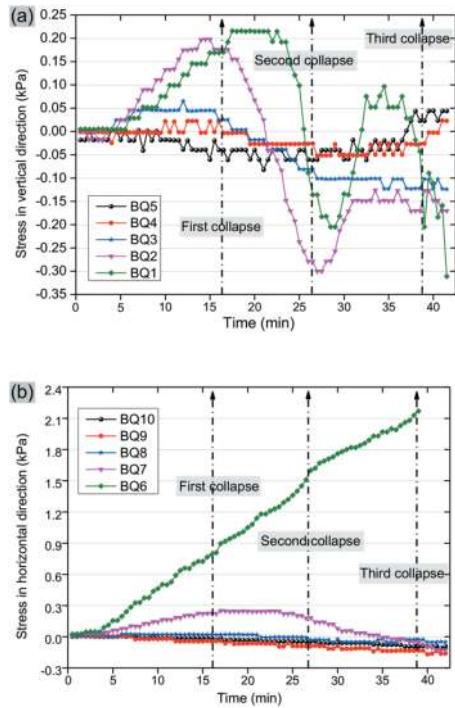 (a)
Stress in vertical direction (kPa)
0.25
0.20
0.15
0.10
0.05
0.00
-0.05
-0.10
-0.15
-0.20
-0.25
-0.30
-0.35
Third collapse
Second collapse
First collapse
BQ5
BQ4
BQ3
BQ2
BQ1
0 5 10 15 20 25 30 35 40
Time (min)
(b)
Stress in horizontal direction (kPa)
2.4
2.1
1.8
1.5
1.2
0.9
0.6
0.3
0.0
-0.3
BQ10
BQ9
BQ8
BQ7
BQ6
First collapse
Second collapse
Third collapse
0 5 10 15 20 25 30 35 40
Time (min)